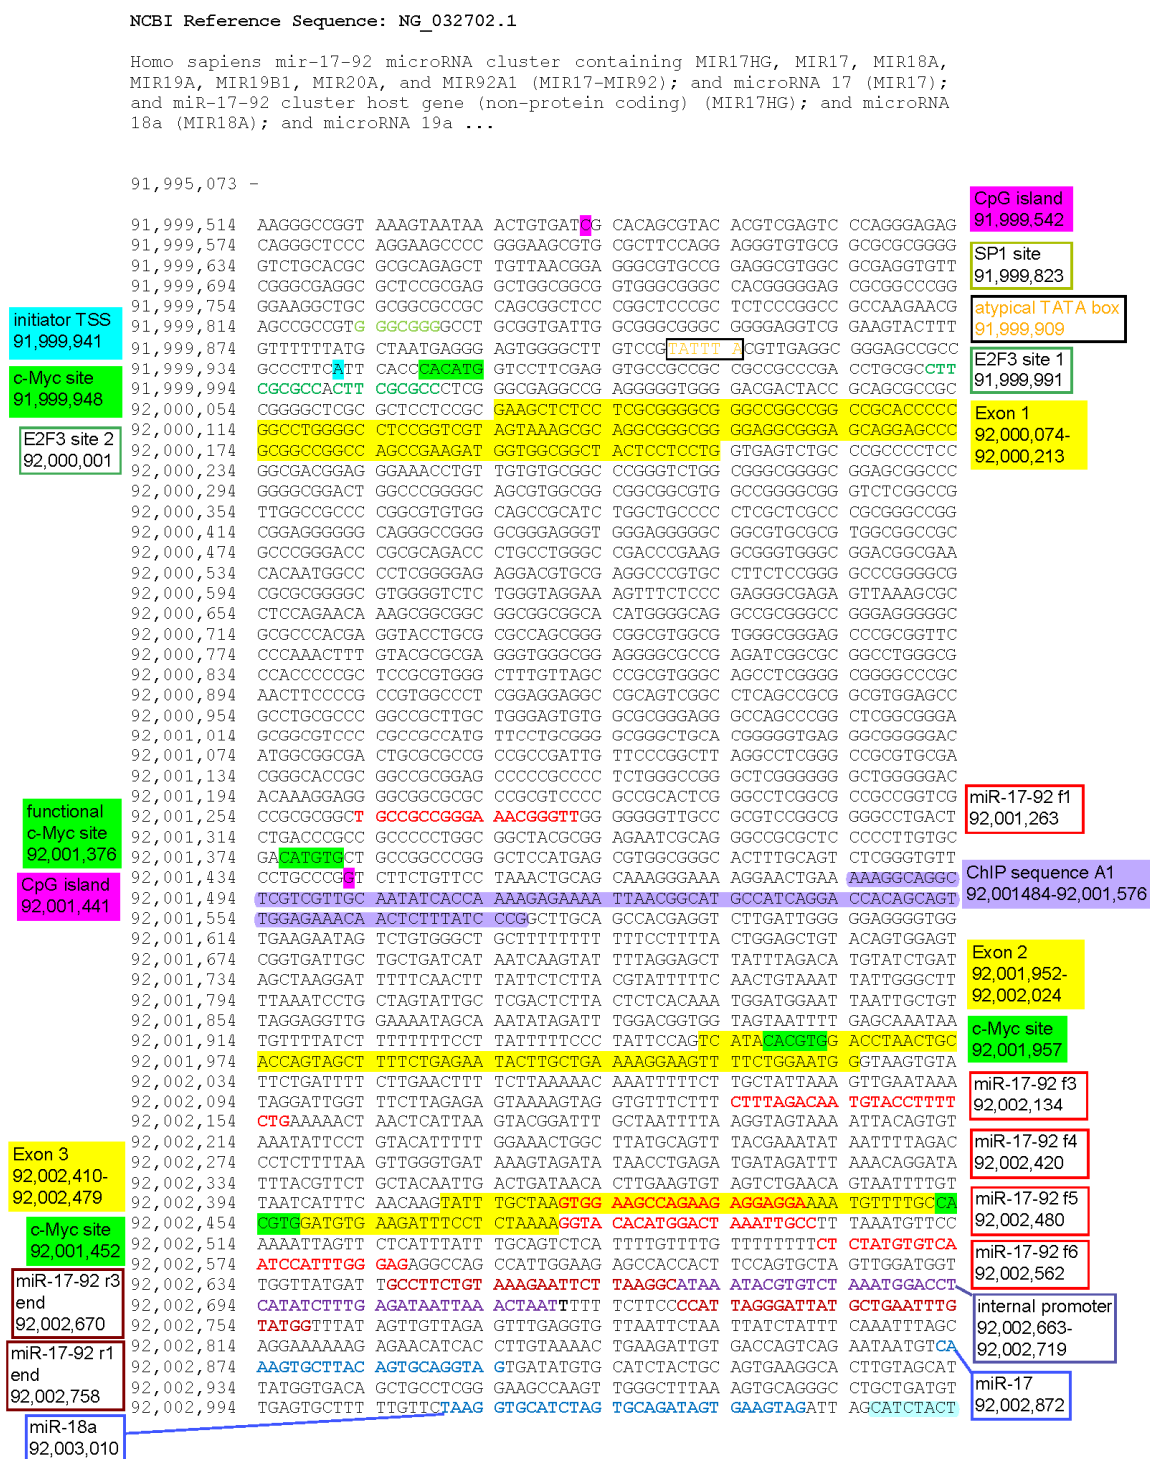 NCBI Reference Sequence: NG_032702.1
Homo sapiens mir-17-92 microRNA cluster containing MIR17HG, MIR17, MIR18A,
MIR19A, MIR19B1, MIR20A, and MIR92A1 (MIR17-MIR92); and microRNA 17 (MIR17);
and miR-17-92 cluster host gene (non-protein coding) (MIR17HG); and microRNA
18a (MIR18A); and microRNA 19a ...
91,995,073 –
91,999,514 AAGGGCCGGT AAAGTAATAA ACTGTGATCG CACAGCGTAC ACGTCGAGTC CCAGGGAGAG
91,999,574 CAGGGCTCCC AGGAAGCCCC GGGAAGCGTG CGCTTCCAGG AGGGTGTGCG GCGCGCGGGG
91,999,634 GTCTGCACGC GCGCAGAGCT TGTTAACGGA GGGCGTGCCG GAGGCGTGGC GCGAGGTGTT
91,999,694 CGGGCGAGGC GCTCCGCGAG GCTGGCGGCG GTGGGCGGGC CACGGGGGAG CGCGGCCCGG
91,999,754 GGAAGGCTGC GCGGCGCCGC CAGCGGCTCC CGGCTCCCGC TCTCCCGGCC GCCAAGAACG
91,999,814 AGCCGCCGTG GGCGGGGCCT GCGGTGATTG GCGGGCGGGC GGGGAGGTCG GAAGTACTTT
91,999,874 GTTTTTTATG CTAATGAGGG AGTGGGGCTT GTCCGTATTT ACGTTGAGGC GGGAGCCGCC
91,999,934 GCCCTTCATT CACCCACATG GTCCTTCGAG GTGCCGCCGC CGCCGCCCGA CCTGCGCCTT
91,999,994 CGCGCCACTT CGCGCCCTCG GGCGAGGCCG AGGGGGTGGG GACGACTACC GCAGCGCCGC
92,000,054 CGGGGCTCGC GCTCCTCCGC GAAGCTCTCC TCGCGGGGCG GGGCCGGCCGG CCGCACCCCC
92,000,114 GGCCTGGGGC CTCCGGTCGT AGTAAAGCGC AGGCGGGCGG GGAGGCGGGA GCAGGAGCCC
92,000,174 GCGGCCGGCC AGCCGAAGAT GGTGGCGGCT ACTCCTCCTG GTGAGTCTGC CCGCCCCTCC
92,000,234 GGCGACGGAG GGAAACCTGT TGTGTGCGGC CCGGGTCTGG CGGGCGGGGC GGAGCGGCCC
92,000,294 GGGGCGGACT GGCCCGGGGC AGCGTGGCGG CGGCGGCGTG GCCGGGGCGG GTCTCGGCCG
92,000,354 TTGGCCGCCC CGGCGTGTGG CAGCCGCATC TGGCTGCCCC CTCGCTCGCC CGCGGGCCGG
92,000,414 CGGAGGGGGG CAGGGCCGGG GCGGGAGGGT GGGAGGGGGC GGCGTGCGCG TGGCGGCCGC
92,000,474 GCCCGGGACC CGCGCAGACC CTGCCTGGGC CGACCCGAAG GCGGGTGGGC GGACGGCGAA
92,000,534 CACAATGGCC CCTCGGGGAG AGGACGTGCG AGGCCCGTGC CTTCTCCGGG GCCCGGGGCG
92,000,594 CGCGCGGGGC GTGGGGTCTC TGGGTAGGAA AGTTTCTCCC GAGGGCGAGA GTTAAAGCGC
92,000,654 CTCCAGAACA AAGCGGCGGC GGCGGCGGCA CATGGGGCAG GCCGCGGGCC GGGAGGGGGC
92,000,714 GCGCCCACGA GGTACCTGCG CGCCAGCGGG CGGCGTGGCG TGGGCGGGAG CCCGCGGTTC
92,000,774 CCCAAACTTT GTACGCGCGA GGGTGGGCGG AGGGGCGCCG AGATCGGCGC GGCCTGGGCG
92,000,834 CCACCCCCGC TCCGCGTGGG CTTTGTTAGC CCGCGTGGGC AGCCTCGGGG CGGGGCCCGC
92,000,894 AACTTCCCCG CCGTGGCCCT CGGAGGAGGC CGCAGTCGGC CTCAGCCGCG GCGTGGAGCC
92,000,954 GCCTGCGCCC GGCCGCTTGC TGGGAGTGTG GCGCGGGAGG GCCAGCCCGG CTCGGCGGGA
92,001,014 GGCGGCGTCCC CGCCGCCATG TTCCTGCGGG GCGGGCTGCA CGGGGGTGAG GGCGGGGGAC
92,001,074 ATGGCGGCGA CTGCGCGCCG CCGCCGATTG TTCCCGGCTT AGGCCTCGGG CCGCGTGCGA
92,001,134 CGGGCACCGC GGCCGCGGAG CCCCCGCCCC TCTGGGCCGG GCTCGGGGGG GCTGGGGGAC
92,001,194 ACAAAGGAGG GGCGGCGCGC CCGCGTCCCC GCCGCACTCG GGCCTCGGGC GCCGCCGGTCG
92,001,254 CCGCGCGGCT GCCGCCGGGA AACGGGTTGG GGGGGTTGCC GCGTCCGGCG GGGCCTGACT
92,001,314 CTGACCCGCC GCCCCCTGGC GGCTACGCGG AGAATCGCAG GCGGCGCGCTC CCCCTTGTGC
92,001,374 GACATGTGCT GCCGGCCCGG GCTCCATGAG CGTGGCGGGC ACTTTGCAGT CTCGGGTGTT
92,001,434 CCTGCCCGGT CTTCTGTTCC TAAACTGCAG CAAAGGGAAA AGGAACTGAA AAAGGCAGGC
92,001,494 TCGTCGTTGC AATATCACCA AAAGAGAAAA TTAACGGCAT GCCATCAGGA CCACAGCAGT
92,001,554 TGGAGAAACA ACTCTTTATC CCGGCTTGCA GCCACGAGGT CTTGATTGGG GGAGGGGTGG
92,001,614 TGAAGAATAG TCTGTGGGCT GCTTTTTTTT TTTCCTTTTA CTGGAGCTGT ACAGTGGAGT
92,001,674 CGGTGATTGC TGCTGATCAT AATCAAGTAT TTTAGGAGCT TATTTAGACA TGTATCTGAT
92,001,734 AGCTAAGGAT TTTTCAACTT TATTCTCTTA CGTATTTTTC AACTGTAAAT TATTGGGCTT
92,001,794 TTAAATCCTG CTAGTATTGC TCGACTCTTA CTCTCACAAA TGGATGGAAT TAATTGCTGT
92,001,854 TAGGAGGTTG GAAAATAGCA AATATAGATT TGGACGGTGG TAGTAATTTT GAGCAAATAA
92,001,914 TGTTTTATCT TTTTTTCCTT TATTTTTCCC TATTCCAGTC ATACACGTGG ACCTAACTGC
92,001,974 ACCAGTAGCT TTTCTGAGAA TACTTGCTGA AAAGGAAGTT TTCTGGAATG GGTAAGTGTA
92,002,034 TTCTGATTTT CTTGAACTTT TCTTAAAAAC AAATTTTTCT TGCTATTAAA GTTGAATAAA
92,002,094 TAGGATTGGT TTCTTAGAGA GTAAAAGTAG GTGTTTCTTT CTTTAGACAA TGTACCTTTT
92,002,154 CTGAAAAACT AACTCATTAA GTACGGATTT GCTAATTTTA AGGTAGTAAA ATTACAGTGT
92,002,214 AAATATTCCT GTACATTTTT GGAAACTGGC TTATGCAGTT TACGAAATAT AATTTTAGAC
92,002,274 CCTCTTTTAA GTTGGGTGAT AAAGTAGATA TAACCTGAGA TGATAGATTT AAACAGGATA
92,002,334 TTTACGTTCT GCTACAATTG ACTGATAACA CTTGAAGTGT AGTCTGAACA GTAATTTTGT
92,002,394 TAATCATTTC AACAAGTATT TGCTAAGTGG AAGCCAGAAG AGGAGGAAAA TGTTTTGCCA
92,002,454 CGTGGATGTG AAGATTTCCT CTAAAAGGTA CACATGGACT AAATTGCCTT TAAATGTTCC
92,002,514 AAAATTAGTT CTCATTTATT TGCAGTCTCA TTTTGTTTTG TTTTTTTTCT CTATGTGTCA
92,002,574 ATCCATTTGG GAGAGGCCAG CCATTGGAAG AGCCACCACT TCCAGTGCTA GTTGGATGGT
92,002,634 TGGTTATGATT GCCTTCTGTA AAGAATTCTT AAGGCATAAA TACGTGTCTA AATGGACCT
92,002,694 CATATCTTTG AGATAATTAA ACTAATTTTT TCTTCCCCAT TAGGGATTAT GCTGAATTTG
92,002,754 TATGGTTTAT AGTTGTTAGA GTTTGAGGTG TTAATTCTAA TTATCTATTT CAAATTTAGC
92,002,814 AGGAAAAAAG AGAACATCAC CTTGTAAAAC TGAAGATTGT GACCAGTCAG AATAATGTCA
92,002,874 AAGTGCTTAC AGTGCAGGTAG TGATATGTG CATCTACTGC AGTGAAGGCA CTTGTAGCAT
92,002,934 TATGGTGACA GCTGCCTCGG GAAGCCAAGT TGGGCTTTAA AGTGCAGGGC CTGCTGATGT
92,002,994 TGAGTGCTTT TTGTTCTAAG GTGCATCTAG TGCAGATAGT GAAGTAGATT AGCATCTACT
initiator TSS
91,999,941
c-Myc site
91,999,948
E2F3 site 2
92,000,001
functional
c-Myc site
92,001,376
CpG island
92,001,441
Exon 3
92,002,410-
92,002,479
c-Myc site
92,001,452
miR-17-92 r3
end
92,002,670
miR-17-92 r1
end
92,002,758
miR-18a
92,003,010
CpG island
91,999,542
SP1 site
91,999,823
atypical TATA box
91,999,909
E2F3 site 1
91,999,991
Exon 1
92,000,074-
92,000,213
miR-17-92 f1
92,001,263
ChIP sequence A1
92,001484-92,001,576
Exon 2
92,001,952-
92,002,024
c-Myc site
92,001,957
miR-17-92 f3
92,002,134
miR-17-92 f4
92,002,420
miR-17-92 f5
92,002,480
miR-17-92 f6
92,002,562
internal promoter
92,002,663-
92,002,719
miR-17
92,002,872